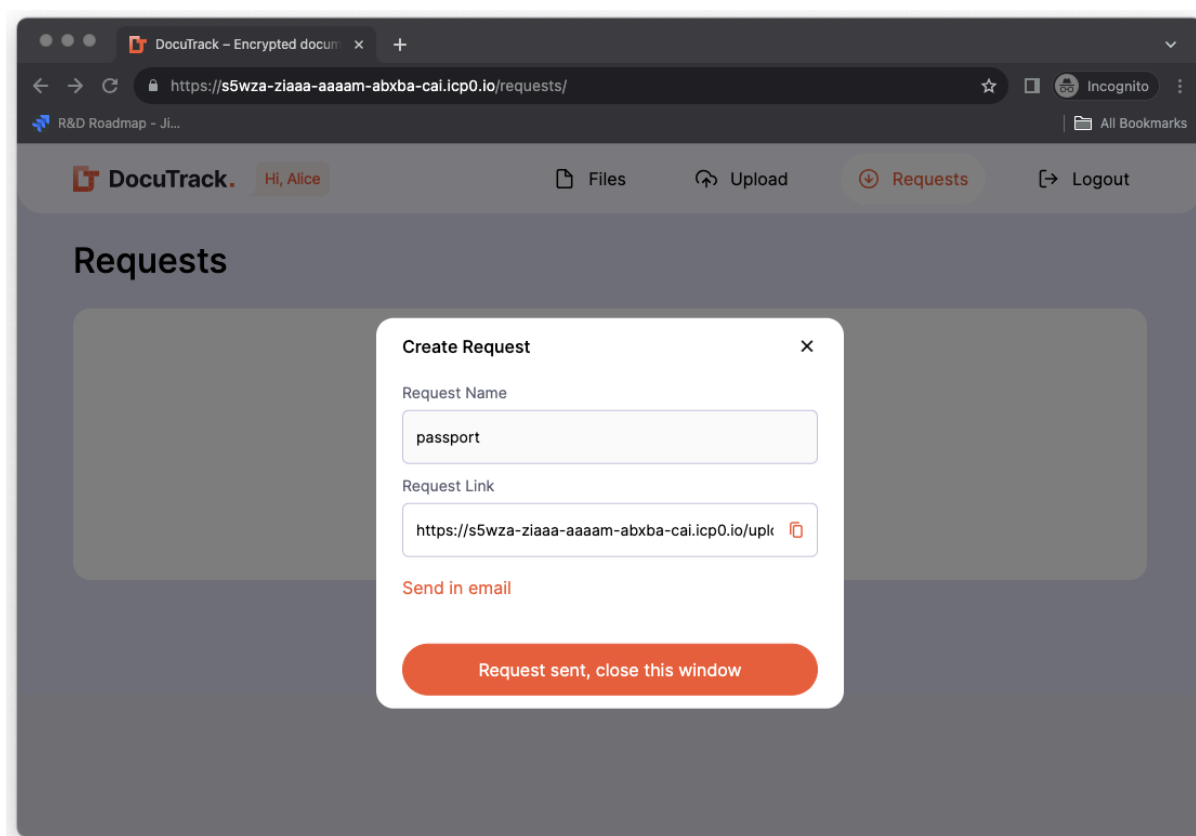 DocuTrack – Encrypted docum
https://s5wza-ziaaa-aaaam-abxba-cai.icp0.io/requests/
Incognito
R&D Roadmap - Ji...
All Bookmarks
DocuTrack.
Hi, Alice
Files
Upload
Requests
Logout
Requests
Create Request
Request Name
passport
Request Link
https://s5wza-ziaaa-aaaam-abxba-cai.icp0.io/uplo
Send in email
Request sent, close this window